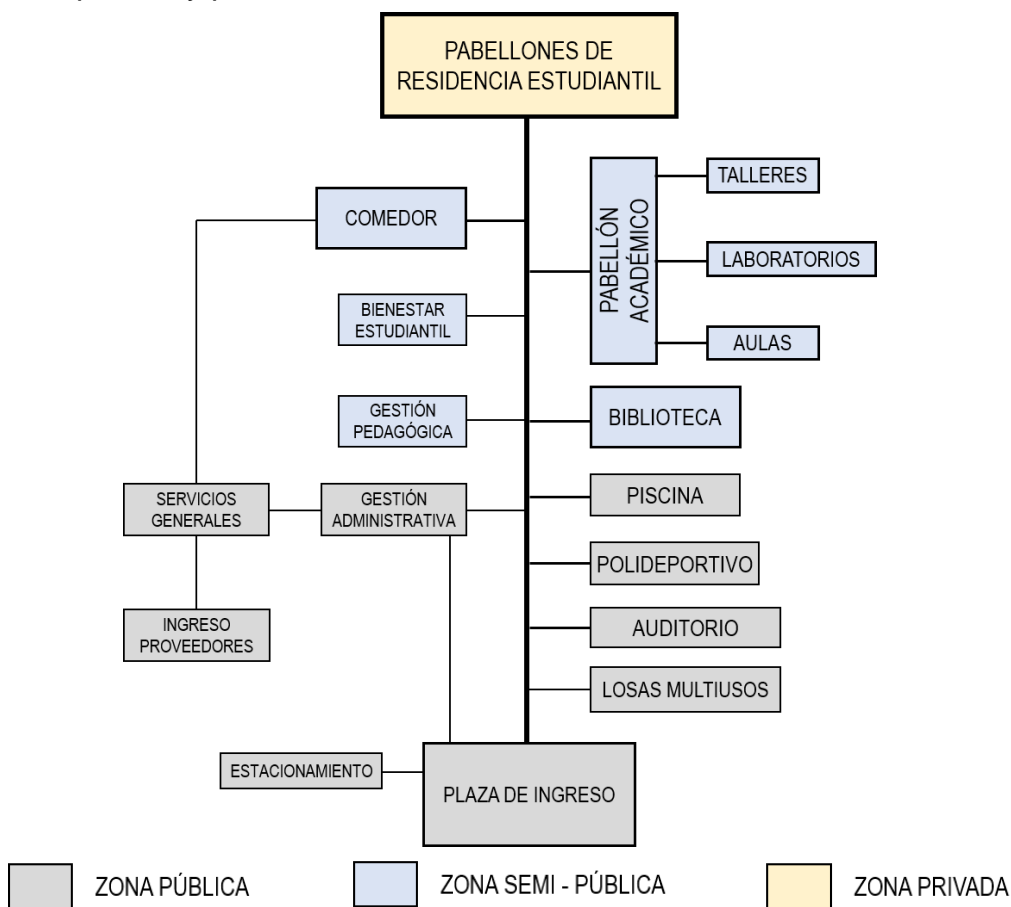 PABELLONES DE
RESIDENCIA ESTUDIANTIL
TALLERES
COMEDOR
PABELLÓN
ACADÉMICO
LABORATORIOS
BIENESTAR
ESTUDIANTIL
AULAS
GESTIÓN
PEDAGÓGICA
BIBLIOTECA
SERVICIOS
GENERALES
GESTIÓN
ADMINISTRATIVA
PISCINA
POLIDEPORTIVO
INGRESO
PROVEEDORES
AUDITORIO
LOSAS MULTIUSOS
ESTACIONAMIENTO
PLAZA DE INGRESO
ZONA PÚBLICA
ZONA SEMI - PÚBLICA
ZONA PRIVADA